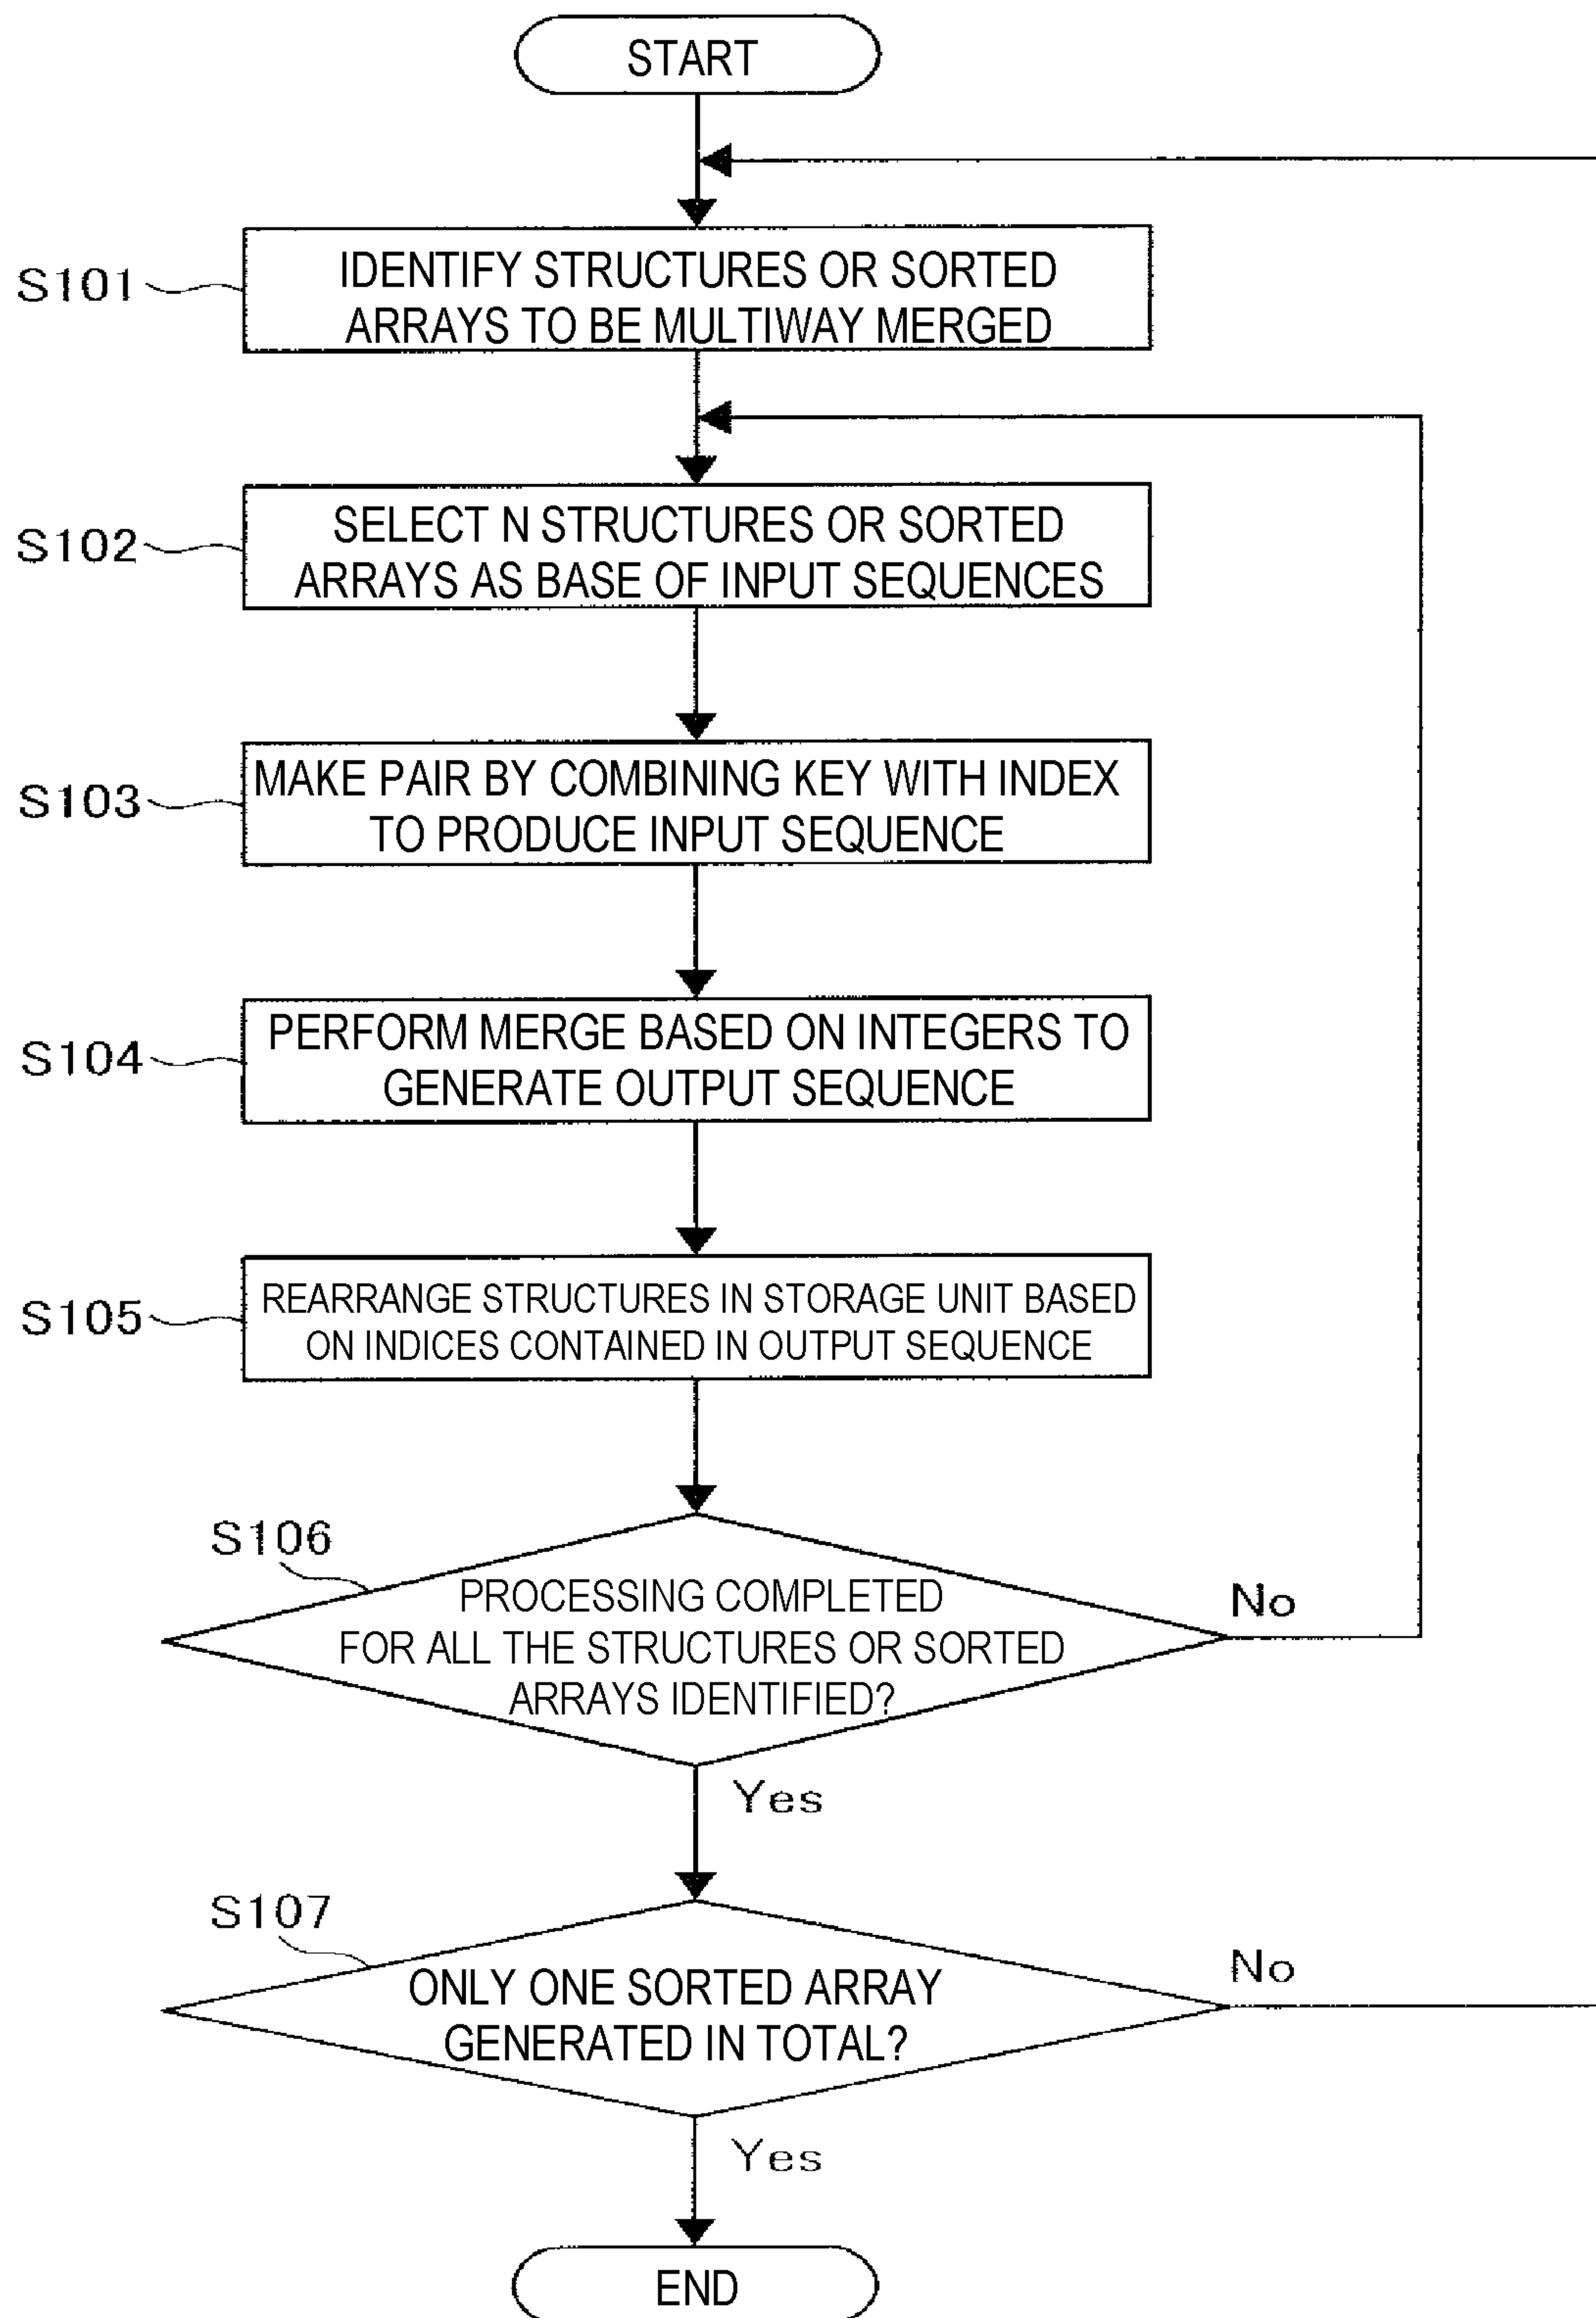 START
S101
IDENTIFY STRUCTURES OR SORTED
ARRAYS TO BE MULTIWAY MERGED
S102
SELECT N STRUCTURES OR SORTED
ARRAYS AS BASE OF INPUT SEQUENCES
S103
MAKE PAIR BY COMBINING KEY WITH INDEX
TO PRODUCE INPUT SEQUENCE
S104
PERFORM MERGE BASED ON INTEGERS TO
GENERATE OUTPUT SEQUENCE
S105
REARRANGE STRUCTURES IN STORAGE UNIT BASED
ON INDICES CONTAINED IN OUTPUT SEQUENCE
S106
PROCESSING COMPLETED
FOR ALL THE STRUCTURES OR SORTED
ARRAYS IDENTIFIED?
No
Yes
S107
ONLY ONE SORTED ARRAY
GENERATED IN TOTAL?
No
Yes
END